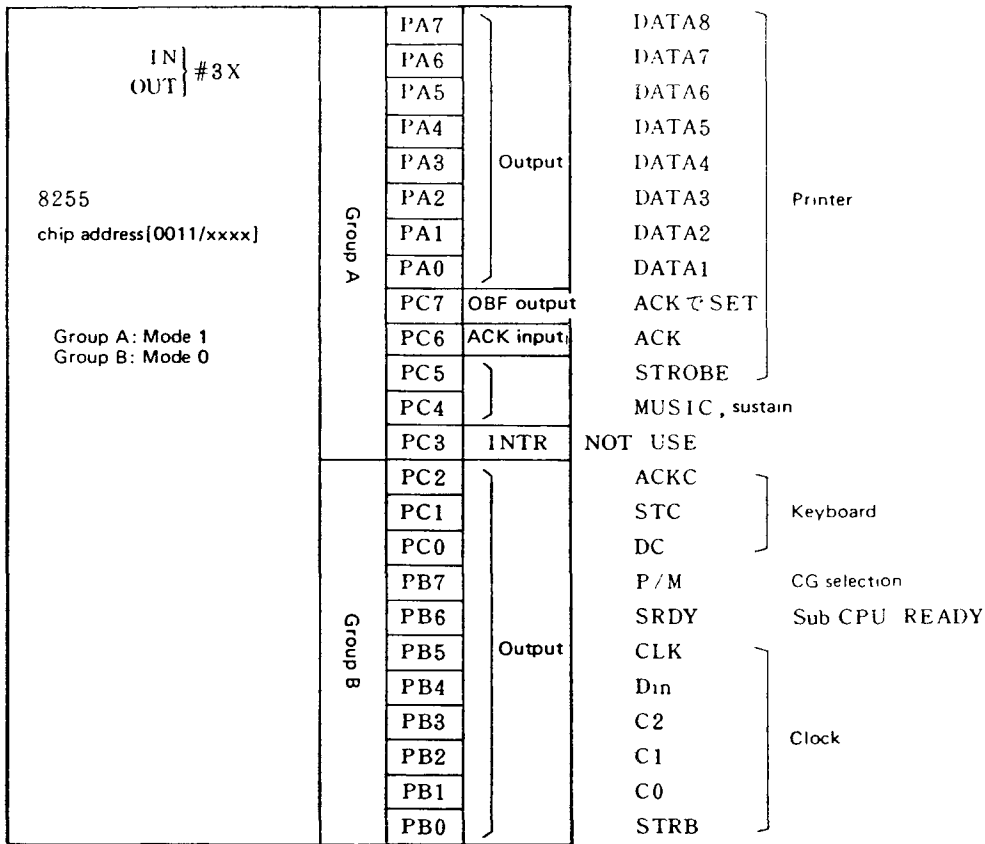 PA7 DATA8
IN
OUT #3X
PA6 DATA7
PA5 DATA6
PA4 DATA5
PA3 Output DATA4
8255
PA2 DATA3 Printer
chip address[0011/xxxx]
Group A
PA1 DATA2
PA0 DATA1
PC7 OBF output ACKでSET
Group A: Mode 1
Group B: Mode 0
PC6 ACK input ACK
PC5 STROBE
PC4 MUSIC, sustain
PC3 INTR NOT USE
PC2 ACKC
PC1 STC Keyboard
PC0 DC
PB7 P/M CG selection
Group B
PB6 SRDY Sub CPU READY
PB5 Output CLK
PB4 Din
PB3 C2
Clock
PB2 C1
PB1 C0
PB0 STRB